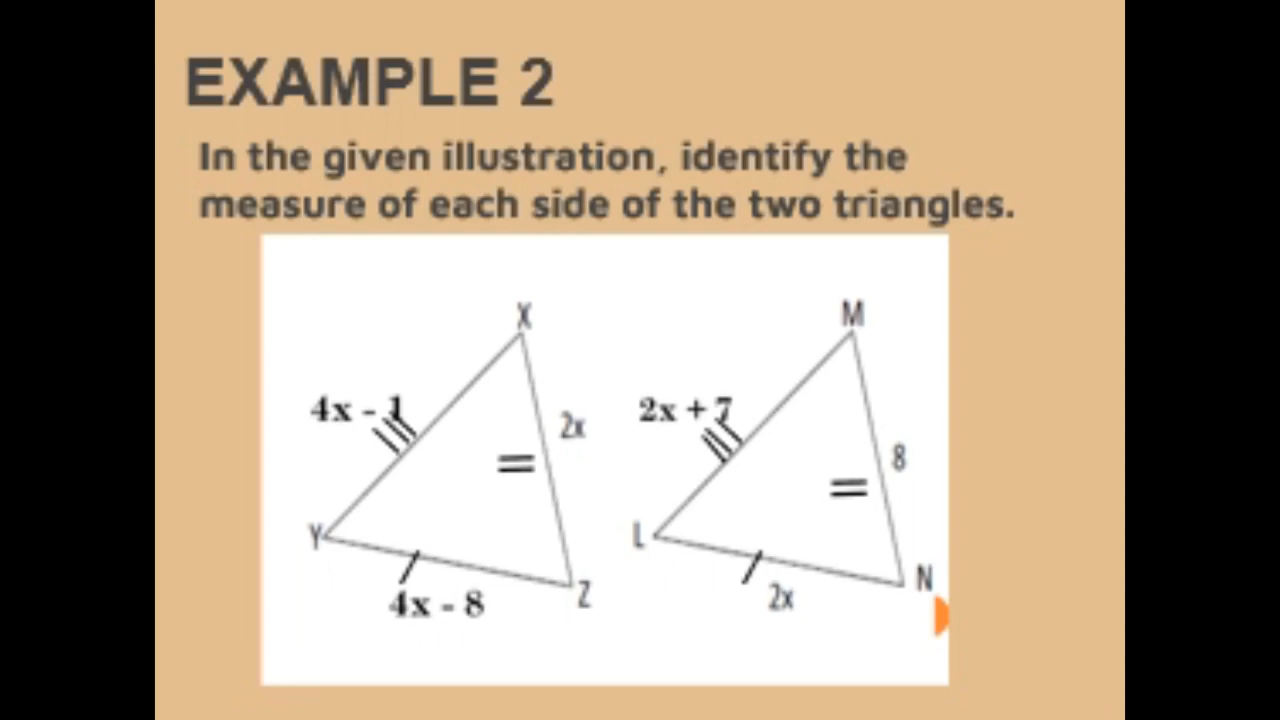 EXAMPLE 2
In the given illustration, identify the
measure of each side of the two triangles.
X
M
4x - 1
2x
2x + 7
8
Y
L
Z
N
4x - 8
2x